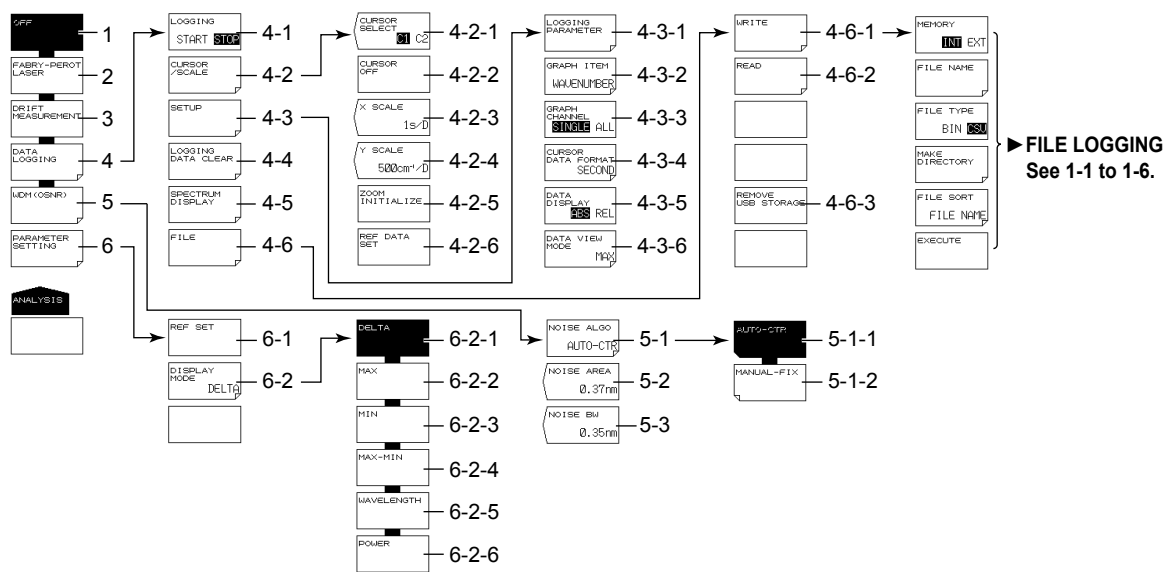 OFF
1
FABRY-PEROT
LASER
2
DRIFT
MEASUREMENT
3
DATA
LOGGING
4
WDM(OSNR)
5
PARAMETER
SETTING
6
ANALYSIS
LOGGING
START STOP
4-1
CURSOR
/SCALE
4-2
SETUP
4-3
LOGGING
DATA CLEAR
4-4
SPECTRUM
DISPLAY
4-5
FILE
4-6
CURSOR
SELECT
C1 C2
4-2-1
CURSOR
OFF
4-2-2
X SCALE
1s/D
4-2-3
Y SCALE
500cm⁻¹/D
4-2-4
ZOOM
INITIALIZE
4-2-5
REF DATA
SET
4-2-6
LOGGING
PARAMETER
4-3-1
GRAPH ITEM
WAVENUMBER
4-3-2
GRAPH
CHANNEL
SINGLE ALL
4-3-3
CURSOR
DATA FORMAT
SECOND
4-3-4
DATA
DISPLAY
ABS REL
4-3-5
DATA VIEW
MODE
MAX
4-3-6
WRITE
4-6-1
READ
4-6-2
REMOVE
USB STORAGE
4-6-3
MEMORY
INT EXT
FILE NAME
FILE TYPE
BIN CSV
MAKE
DIRECTORY
FILE SORT
FILE NAME
EXECUTE
▶FILE LOGGING
See 1-1 to 1-6.
REF SET
6-1
DISPLAY
MODE
DELTA
6-2
DELTA
6-2-1
MAX
6-2-2
MIN
6-2-3
MAX-MIN
6-2-4
WAVELENGTH
6-2-5
POWER
6-2-6
NOISE ALGO
AUTO-CTR
5-1
NOISE AREA
0.37nm
5-2
NOISE BW
0.35nm
5-3
AUTO-CTR
5-1-1
MANUAL-FIX
5-1-2